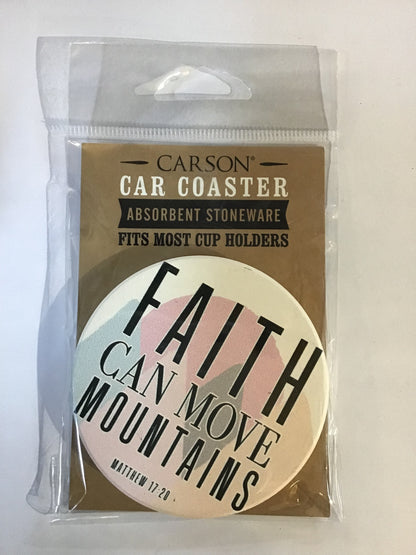 CARSON®
CAR COASTER
ABSORBENT STONEWARE
FITS MOST CUP HOLDERS
FAITH
CAN MOVE
MOUNTAINS
MATTHEW 17:20